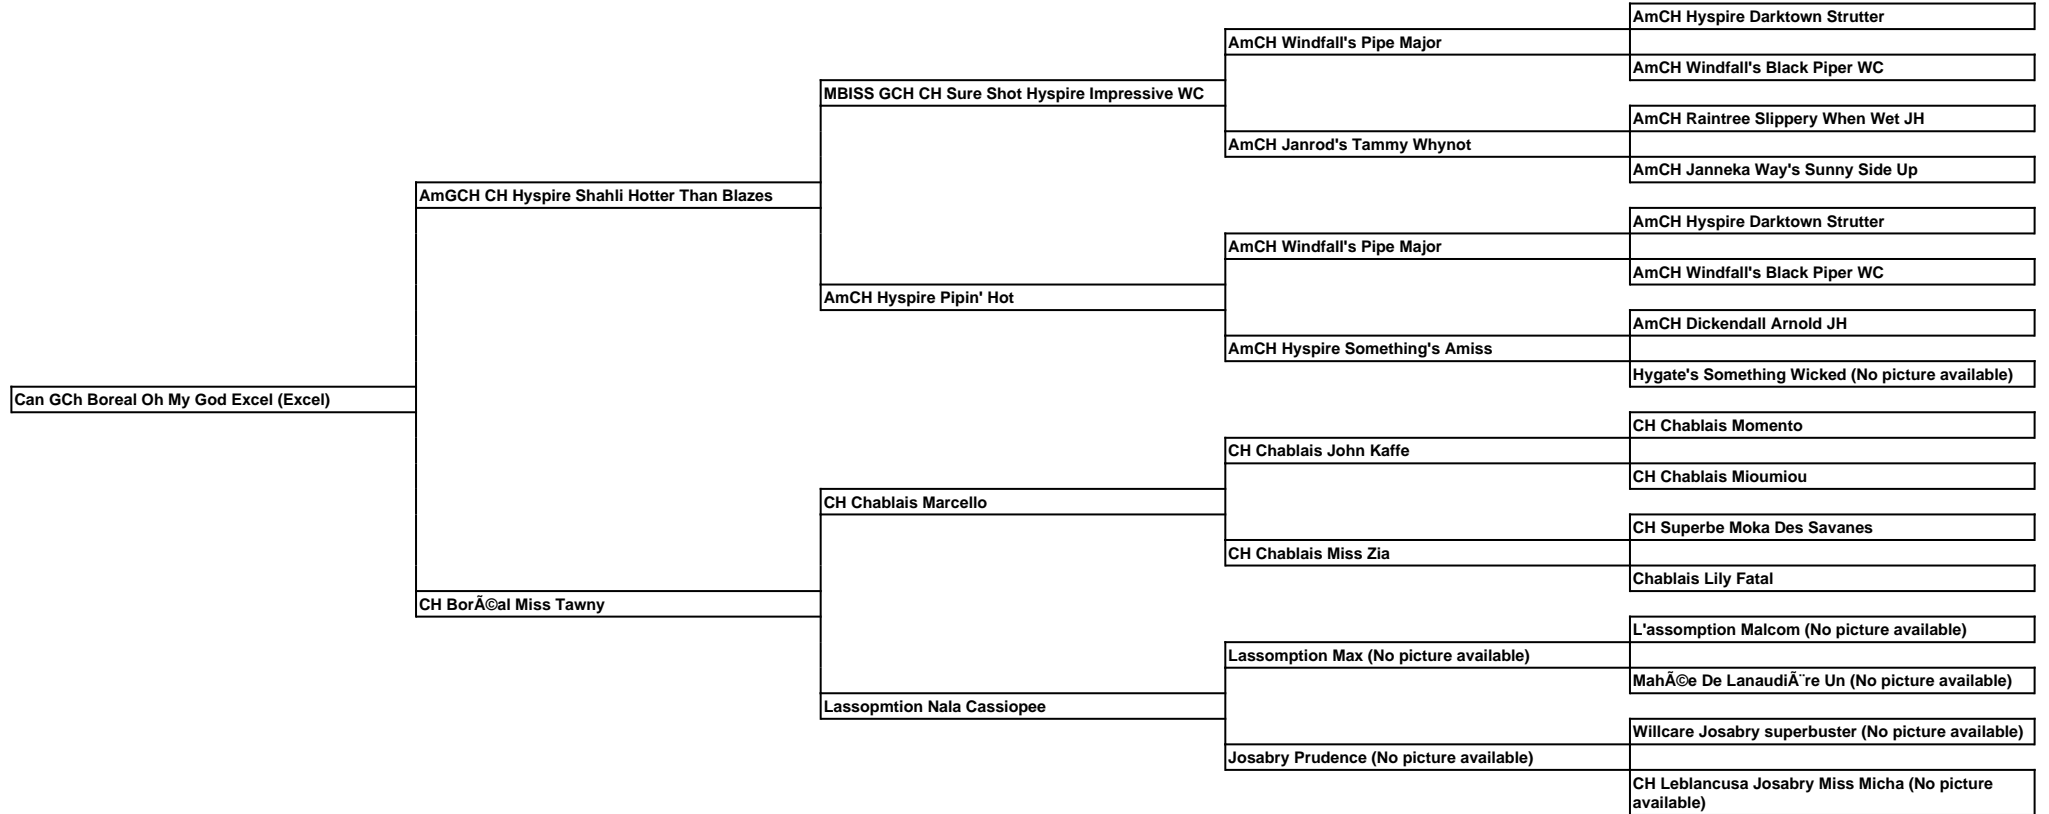 AmCH Hyspire Darktown Strutter
AmCH Windfall's Pipe Major
AmCH Windfall's Black Piper WC
MBISS GCH CH Sure Shot Hyspire Impressive WC
AmCH Raintree Slippery When Wet JH
AmCH Janrod's Tammy Whynot
AmCH Janneka Way's Sunny Side Up
AmGCH CH Hyspire Shahli Hotter Than Blazes
AmCH Hyspire Darktown Strutter
AmCH Windfall's Pipe Major
AmCH Windfall's Black Piper WC
AmCH Hyspire Pipin' Hot
AmCH Dickendall Arnold JH
AmCH Hyspire Something's Amiss
Hygate's Something Wicked (No picture available)
Can GCh Boreal Oh My God Excel (Excel)
CH Chablais Momento
CH Chablais John Kaffe
CH Chablais Mioumiou
CH Chablais Marcello
CH Superbe Moka Des Savanes
CH Chablais Miss Zia
Chablais Lily Fatal
CH BorÃ©al Miss Tawny
L'assomption Malcom (No picture available)
Lassomption Max (No picture available)
MahÃ©e De LanaudiÃ¨re Un (No picture available)
Lassopmtion Nala Cassiopee
Willcare Josabry superbuster (No picture available)
Josabry Prudence (No picture available)
CH Leblancusa Josabry Miss Micha (No picture
available)